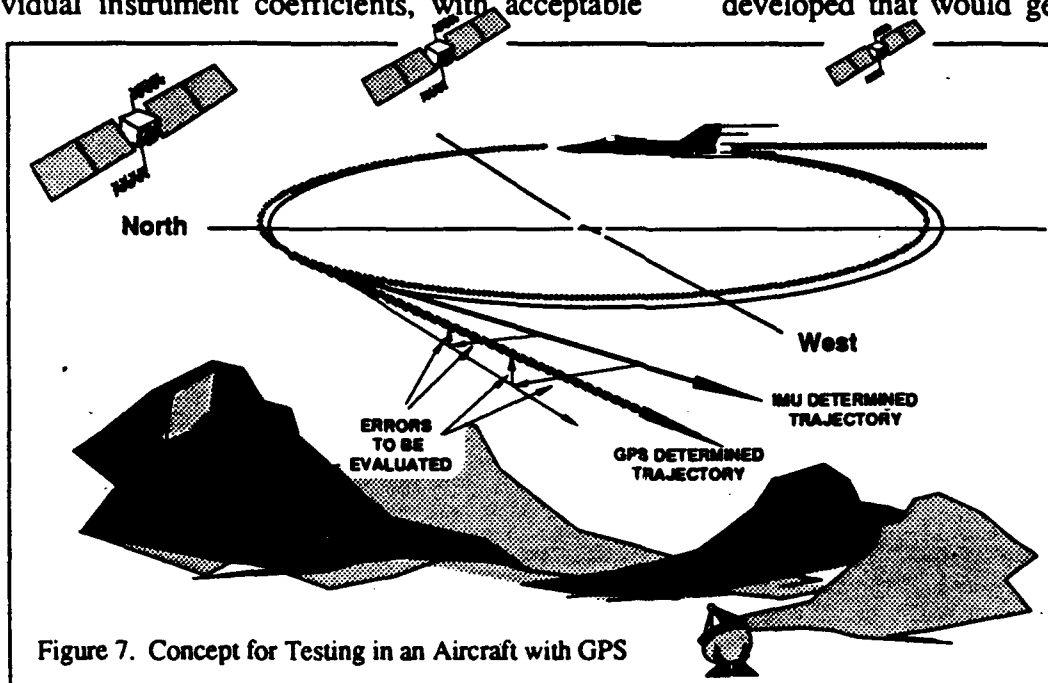 vidual instrument coefficients, with acceptable
developed that would ge
North
West
IMU DETERMINED
TRAJECTORY
ERRORS
TO BE
EVALUATED
GPS DETERMINED
TRAJECTORY
Figure 7. Concept for Testing in an Aircraft with GPS